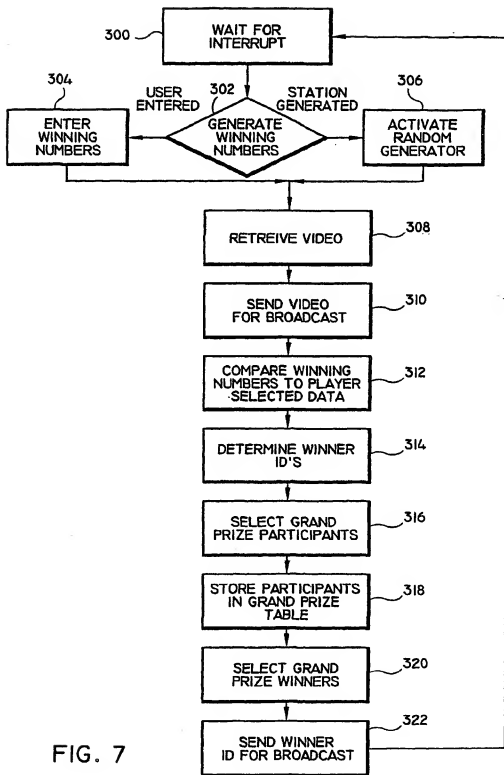 300
WAIT FOR
INTERRUPT
304
USER
ENTERED
302
STATION
GENERATED
306
ENTER
WINNING
NUMBERS
GENERATE
WINNING
NUMBERS
ACTIVATE
RANDOM
GENERATOR
RETREIVE VIDEO
308
SEND VIDEO
FOR BROADCAST
310
COMPARE WINNING
NUMBERS TO PLAYER
SELECTED DATA
312
DETERMINE WINNER
ID'S
314
SELECT GRAND
PRIZE PARTICIPANTS
316
STORE PARTICIPANTS
IN GRAND PRIZE
TABLE
318
SELECT GRAND
PRIZE WINNERS
320
SEND WINNER
ID FOR BROADCAST
322
FIG. 7